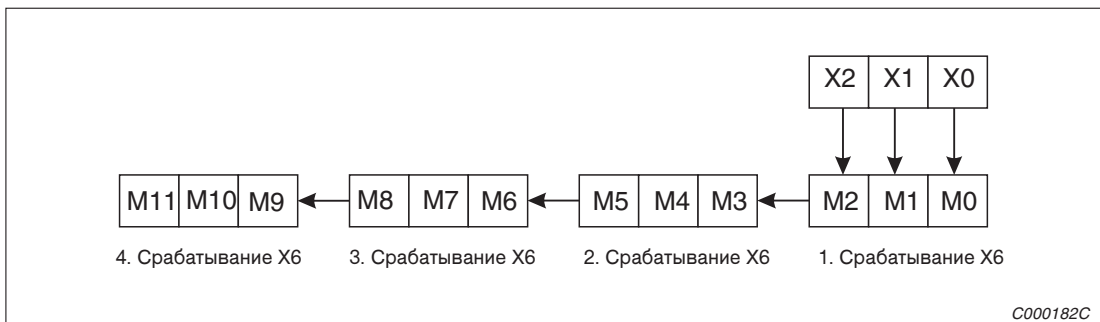 X2 X1 X0
M11 M10 M9 M8 M7 M6 M5 M4 M3 M2 M1 M0
4. Срабатывание X6 3. Срабатывание X6 2. Срабатывание X6 1. Срабатывание X6
C000182C